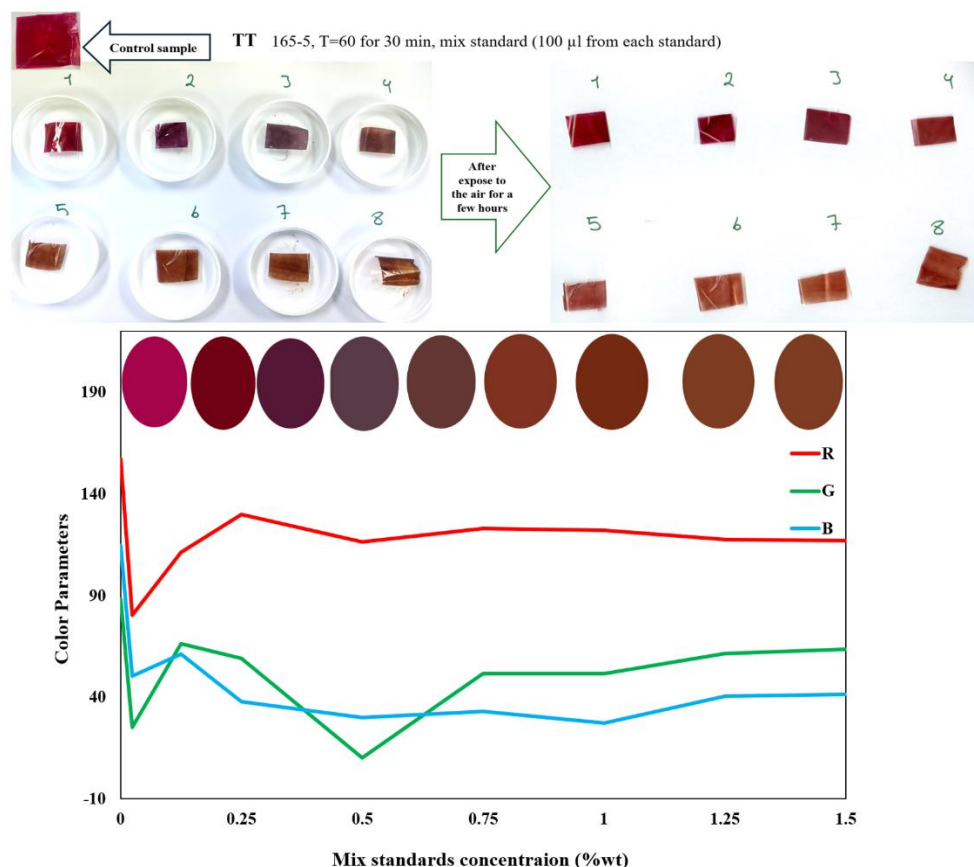 Control sample
TT 165-5, T=60 for 30 min, mix standard (100 µl from each standard)
1 2 3 4
5 6 7 8
After
expose to
the air for a
few hours
1 2 3 4
5 6 7 8
190
140
90
40
-10
Color Parameters
R
G
B
0 0.25 0.5 0.75 1 1.25 1.5
Mix standards concentraion (%wt)